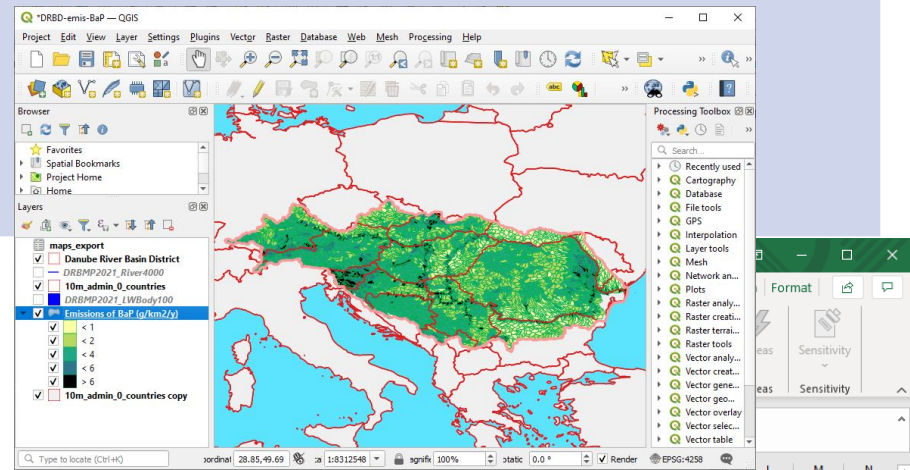 *DRBD-emis-BaP — QGIS
Project Edit View Layer Settings Plugins Vector Raster Database Web Mesh Processing Help
abc
Browser
Favorites
Spatial Bookmarks
Project Home
Home
Layers
maps_export
Danube River Basin District
DRBMP2021_River4000
10m_admin_0_countries
DRBMP2021_LWBody100
Emissions of BaP (g/km2/y)
< 1
< 2
< 4
< 6
> 6
10m_admin_0_countries copy
Processing Toolbox
Search...
Recently used
Cartography
Database
File tools
GPS
Interpolation
Layer tools
Mesh
Network an...
Plots
Raster analy...
Raster creati...
Raster terrai...
Raster tools
Vector analy...
Vector creat...
Vector gene...
Vector geo...
Vector overlay
Vector selec...
Vector table
Type to locate (Ctrl+K) oordinat 28.85,49.69 :a 1:8312548 agnifi 100% otatic 0.0 ° Render EPSG:4258
Format
eas Sensitivity
eas Sensitivity
L M N